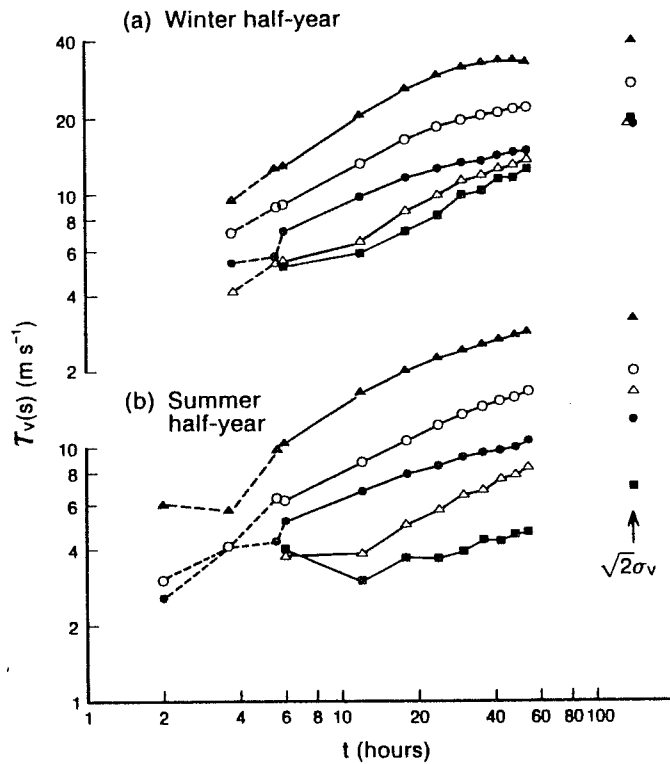 (a) Winter half-year
40
20
10
8
6
4
2
(b) Summer half-year
10
8
6
4
2
1
τv(s) (m s⁻¹)
√2σv
1 2 4 6 8 10 20 40 60 80 100
t (hours)